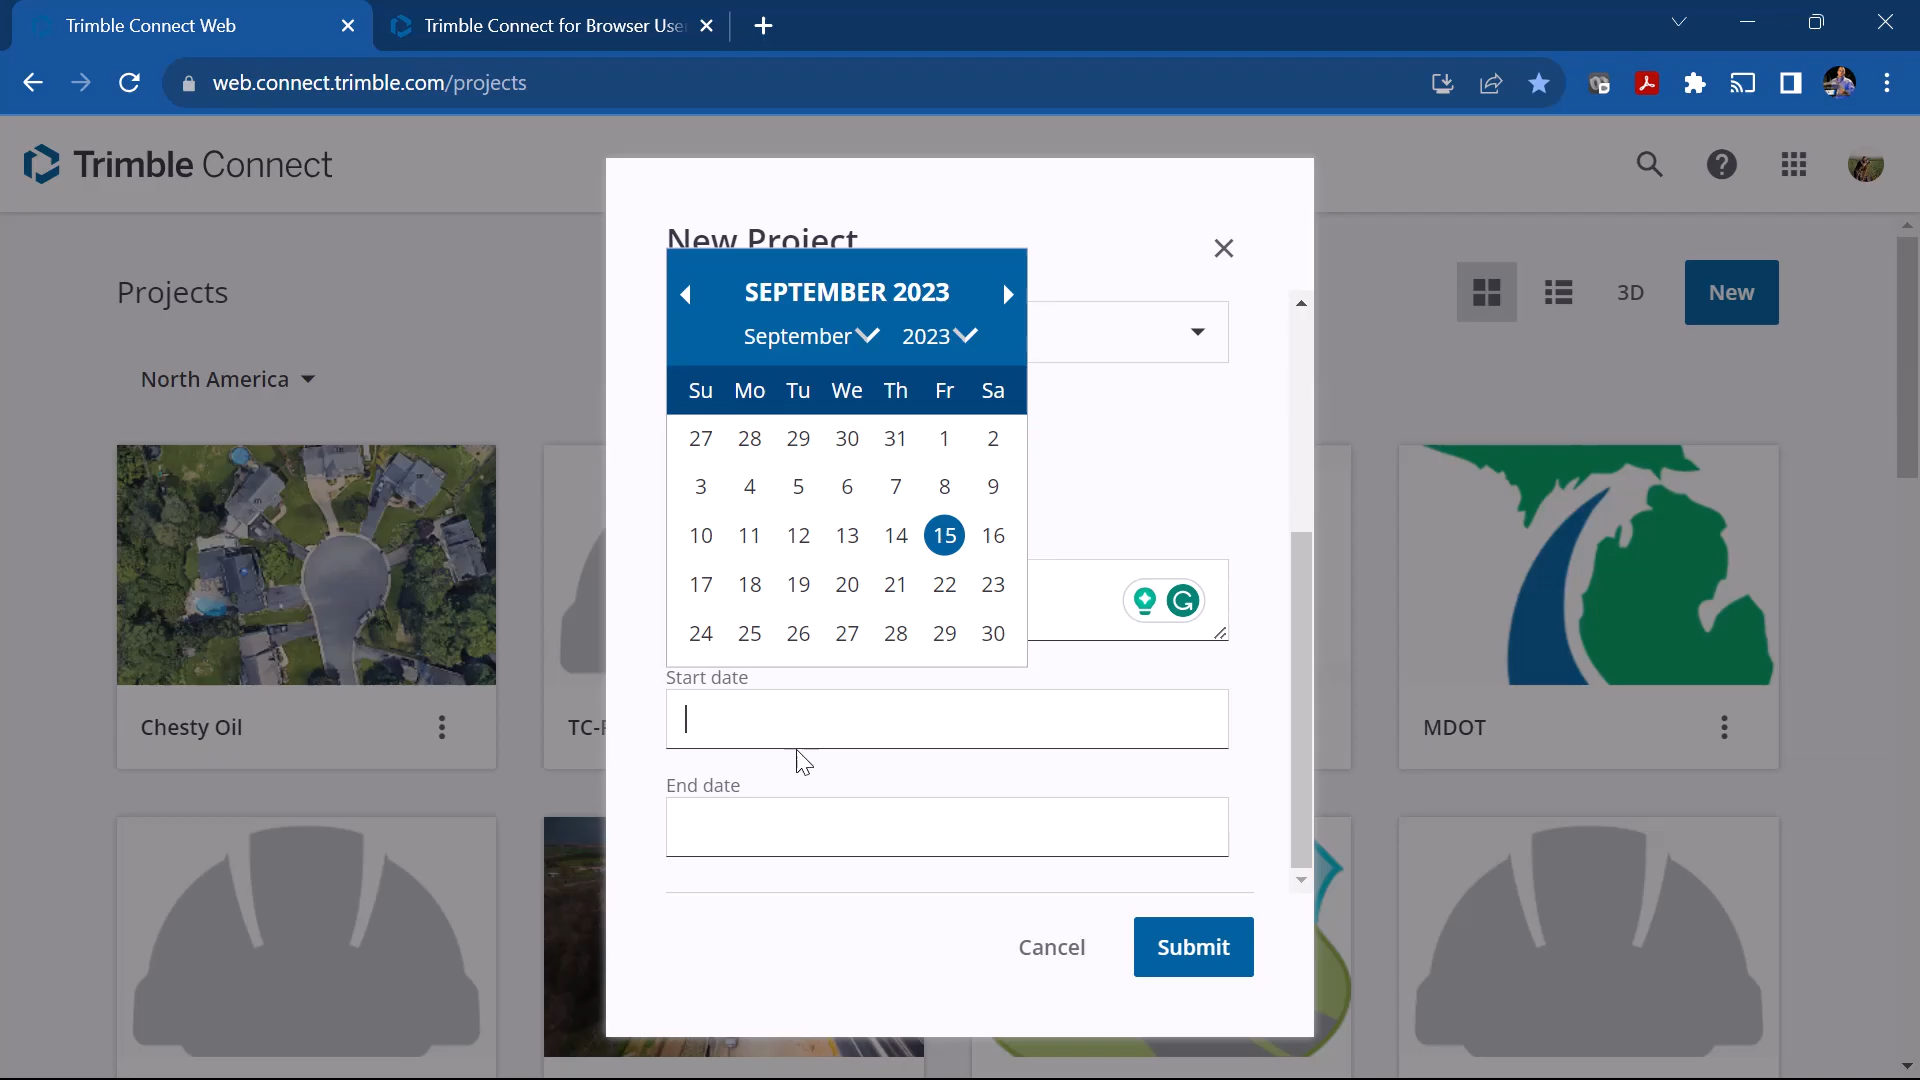 Trimble Connect Web
Trimble Connect for Browser Use
web.connect.trimble.com/projects
Trimble Connect
New Project
SEPTEMBER 2023
September 2023
Su Mo Tu We Th Fr Sa
27 28 29 30 31 1 2
3 4 5 6 7 8 9
10 11 12 13 14 15 16
17 18 19 20 21 22 23
24 25 26 27 28 29 30
Start date
End date
Cancel Submit
Projects
3D New
North America
Chesty Oil
TC-
MDOT